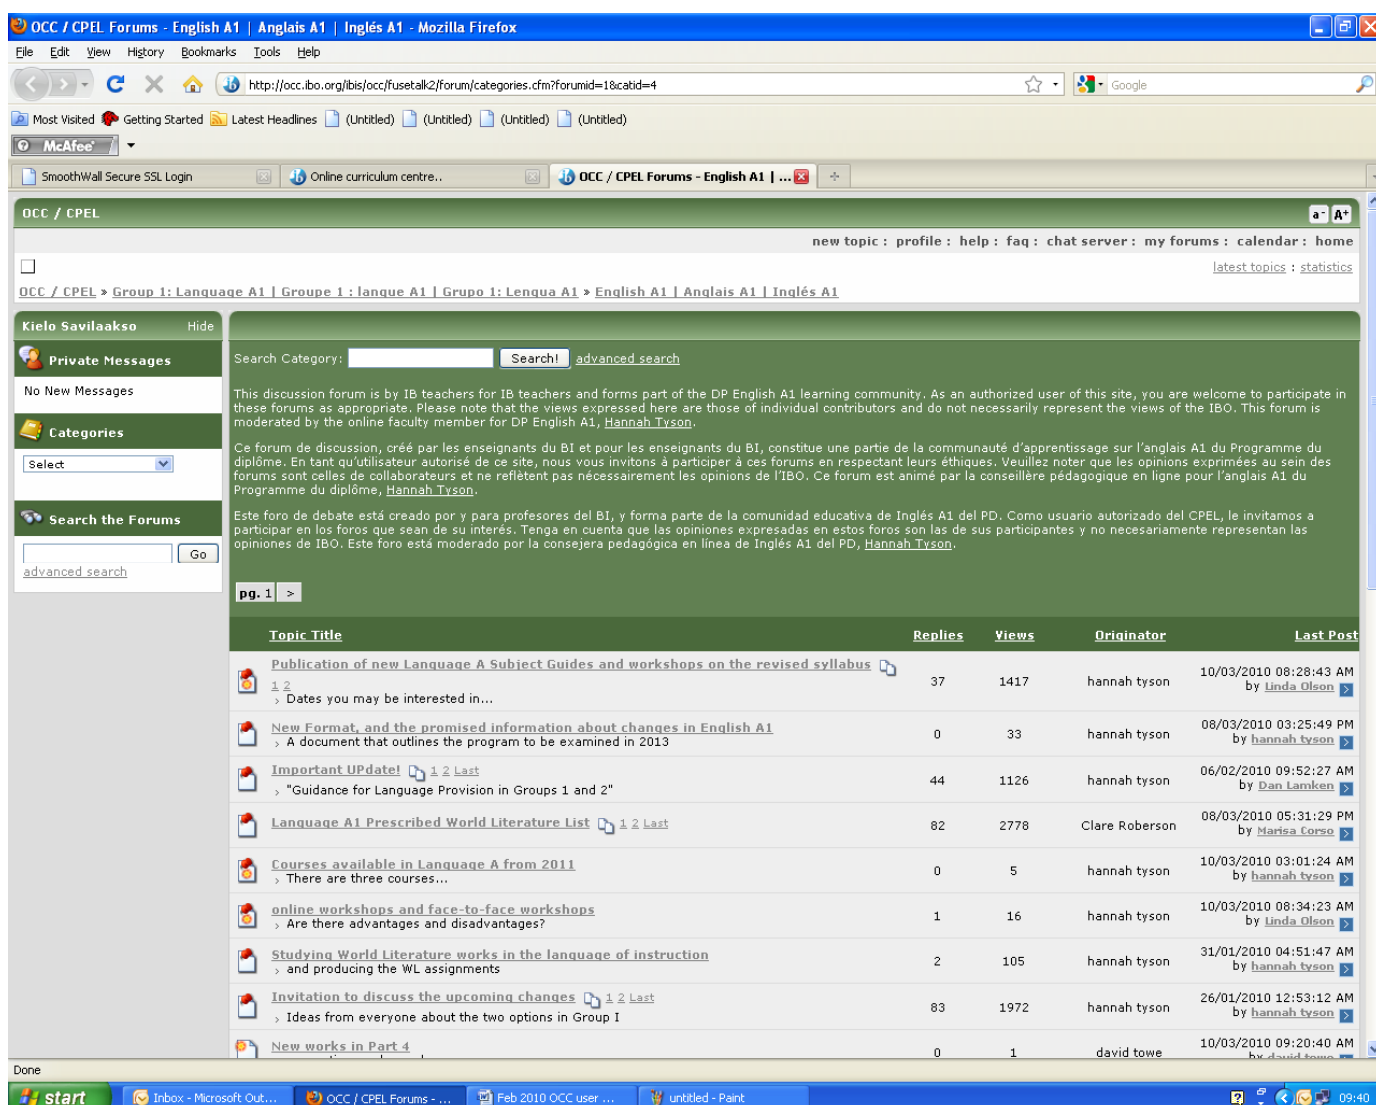 OCC / CPEL Forums - English A1 | Anglais A1 | Inglés A1 - Mozilla Firefox
File Edit View History Bookmarks Tools Help
http://occ.ibo.org/ibis/occ/fusetalk2/forum/categories.cfm?forumid=1&catid=4
Google
Most Visited Getting Started Latest Headlines (Untitled) (Untitled) (Untitled) (Untitled)
McAfee
SmoothWall Secure SSL Login Online curriculum centre.. OCC / CPEL Forums - English A1 | ...
OCC / CPEL a- A+
new topic : profile : help : faq : chat server : my forums : calendar : home
latest topics : statistics
OCC / CPEL » Group 1: Language A1 | Groupe 1 : langue A1 | Grupo 1: Lengua A1 » English A1 | Anglais A1 | Inglés A1
Kielo Savilaakso Hide
Private Messages
No New Messages
Categories
Select
Search the Forums
Go
advanced search
Search Category: Search! advanced search
This discussion forum is by IB teachers for IB teachers and forms part of the DP English A1 learning community. As an authorized user of this site, you are welcome to participate in
these forums as appropriate. Please note that the views expressed here are those of individual contributors and do not necessarily represent the views of the IBO. This forum is
moderated by the online faculty member for DP English A1, Hannah Tyson.
Ce forum de discussion, créé par les enseignants du BI et pour les enseignants du BI, constitue une partie de la communauté d'apprentissage sur l'anglais A1 du Programme du
diplôme. En tant qu'utilisateur autorisé de ce site, nous vous invitons à participer à ces forums en respectant leurs éthiques. Veuillez noter que les opinions exprimées au sein des
forums sont celles de collaborateurs et ne reflètent pas nécessairement les opinions de l'IBO. Ce forum est animé par la conseillère pédagogique en ligne pour l'anglais A1 du
Programme du diplôme, Hannah Tyson.
Este foro de debate está creado por y para profesores del BI, y forma parte de la comunidad educativa de Inglés A1 del PD. Como usuario autorizado del CPEL, le invitamos a
participar en los foros que sean de su interés. Tenga en cuenta que las opiniones expresadas en estos foros son las de sus participantes y no necesariamente representan las
opiniones de IBO. Este foro está moderado por la consejera pedagógica en línea de Inglés A1 del PD, Hannah Tyson.
pg. 1 >
Topic Title Replies Views Originator Last Post
Publication of new Language A Subject Guides and workshops on the revised syllabus
1 2
› Dates you may be interested in...
37 1417 hannah tyson 10/03/2010 08:28:43 AM
by Linda Olson
New Format, and the promised information about changes in English A1
› A document that outlines the program to be examined in 2013
0 33 hannah tyson 08/03/2010 03:25:49 PM
by hannah tyson
Important UPdate! 1 2 Last
› "Guidance for Language Provision in Groups 1 and 2"
44 1126 hannah tyson 06/02/2010 09:52:27 AM
by Dan Lamken
Language A1 Prescribed World Literature List 1 2 Last
82 2778 Clare Roberson 08/03/2010 05:31:29 PM
by Marisa Corso
Courses available in Language A from 2011
› There are three courses...
0 5 hannah tyson 10/03/2010 03:01:24 AM
by hannah tyson
online workshops and face-to-face workshops
› Are there advantages and disadvantages?
1 16 hannah tyson 10/03/2010 08:34:23 AM
by Linda Olson
Studying World Literature works in the language of instruction
› and producing the WL assignments
2 105 hannah tyson 31/01/2010 04:51:47 AM
by hannah tyson
Invitation to discuss the upcoming changes 1 2 Last
› Ideas from everyone about the two options in Group I
83 1972 hannah tyson 26/01/2010 12:53:12 AM
by hannah tyson
New works in Part 4
0 1 david towe 10/03/2010 09:20:40 AM
by david towe
Done
start Inbox - Microsoft Out... OCC / CPEL Forums - ... Feb 2010 OCC user ... untitled - Paint 09:40